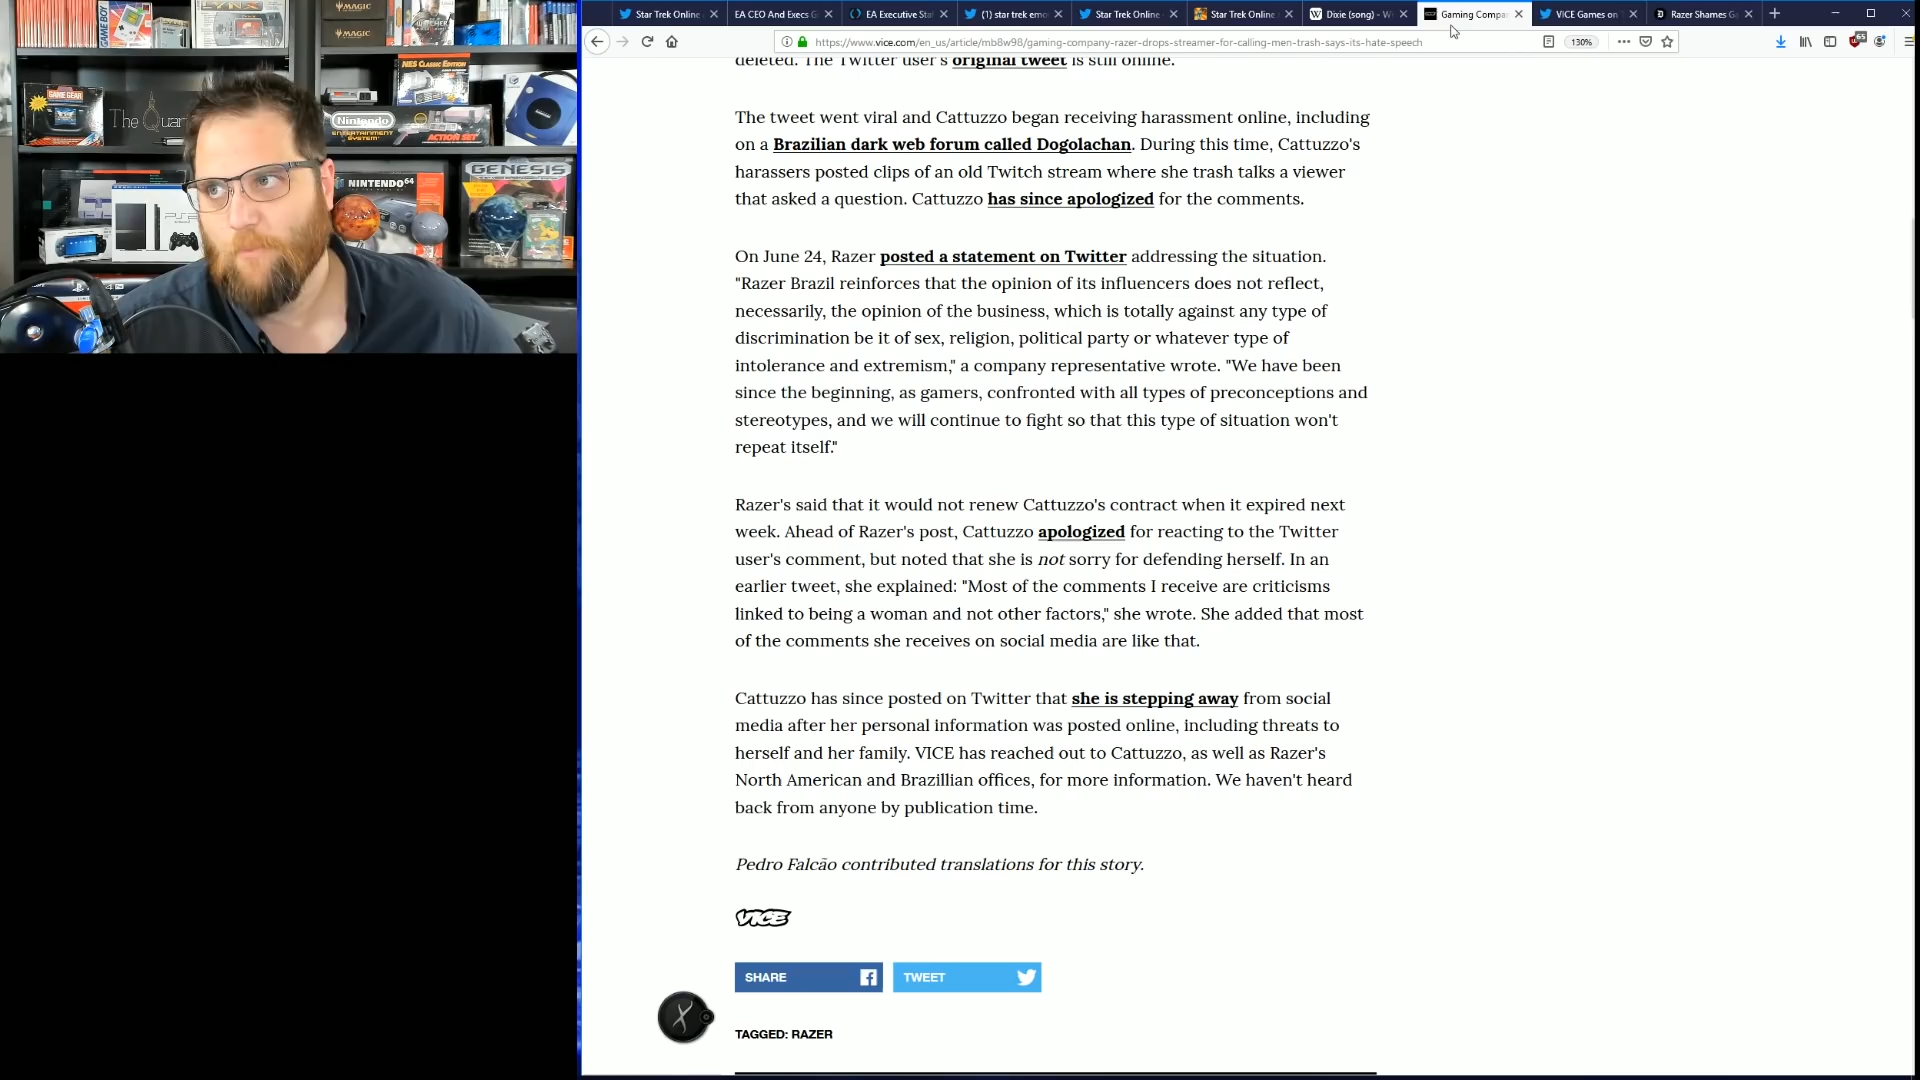 LYNX
GAME BOY
MAGIC
MAGIC
NES CLASSIC EDITION
GAME GEAR
The Quar
Nintendo
ENTERTAINMENT SYSTEM
ACTION SET
GENESIS
NINTENDO 64
PS2
Star Trek Online
EA CEO And Execs G
EA Executive Sta
(1) star trek emo
Star Trek Online
Star Trek Online
Dixie (song) - W
Gaming Compa
VICE Games on
Razer Shames G
https://www.vice.com/en_us/article/mb8w98/gaming-company-razer-drops-streamer-for-calling-men-trash-says-its-hate-speech
130%
65
deleted. The Twitter user's original tweet is still online.
The tweet went viral and Cattuzzo began receiving harassment online, including
on a Brazilian dark web forum called Dogolachan. During this time, Cattuzzo's
harassers posted clips of an old Twitch stream where she trash talks a viewer
that asked a question. Cattuzzo has since apologized for the comments.
On June 24, Razer posted a statement on Twitter addressing the situation.
"Razer Brazil reinforces that the opinion of its influencers does not reflect,
necessarily, the opinion of the business, which is totally against any type of
discrimination be it of sex, religion, political party or whatever type of
intolerance and extremism," a company representative wrote. "We have been
since the beginning, as gamers, confronted with all types of preconceptions and
stereotypes, and we will continue to fight so that this type of situation won't
repeat itself."
Razer's said that it would not renew Cattuzzo's contract when it expired next
week. Ahead of Razer's post, Cattuzzo apologized for reacting to the Twitter
user's comment, but noted that she is not sorry for defending herself. In an
earlier tweet, she explained: "Most of the comments I receive are criticisms
linked to being a woman and not other factors," she wrote. She added that most
of the comments she receives on social media are like that.
Cattuzzo has since posted on Twitter that she is stepping away from social
media after her personal information was posted online, including threats to
herself and her family. VICE has reached out to Cattuzzo, as well as Razer's
North American and Brazillian offices, for more information. We haven't heard
back from anyone by publication time.
Pedro Falcão contributed translations for this story.
VICE
SHARE
TWEET
TAGGED: RAZER